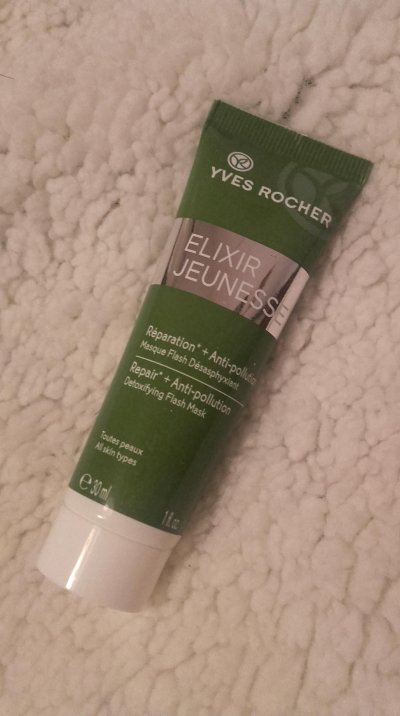 YVES ROCHER
ELIXIR
JEUNESSE
Réparation* + Anti-pollution
Masque Flash Désasphyxiant
Repair* + Anti-pollution
Detoxifying Flash Mask
Toutes peaux
All skin types
℮ 30 ml
1 fl. oz.